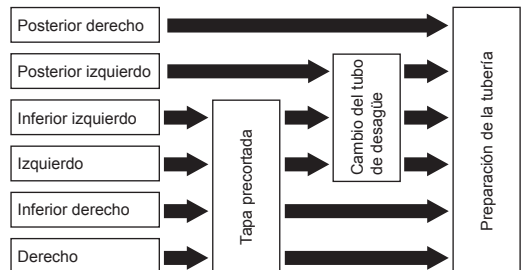 Posterior derecho
Posterior izquierdo
Inferior izquierdo
Izquierdo
Inferior derecho
Derecho
Tapa precortada
Cambio del tubo
de desagüe
Preparación de la tubería